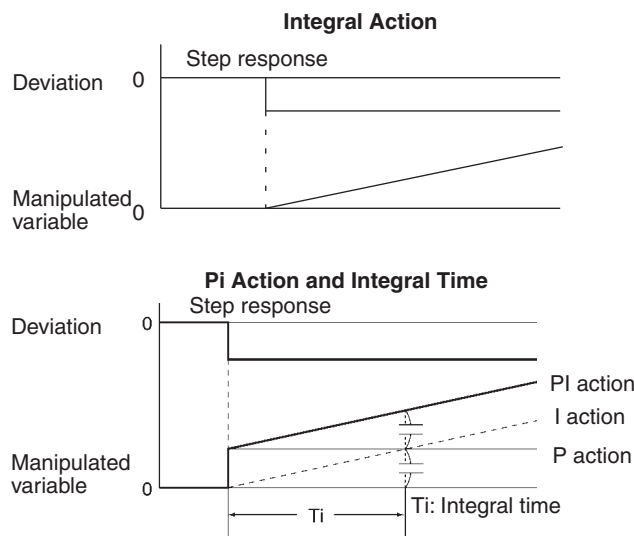 Integral Action
Step response
Deviation 0
Manipulated
variable 0
Pi Action and Integral Time
Step response
Deviation 0
PI action
I action
P action
Manipulated
variable 0
Ti
Ti: Integral time